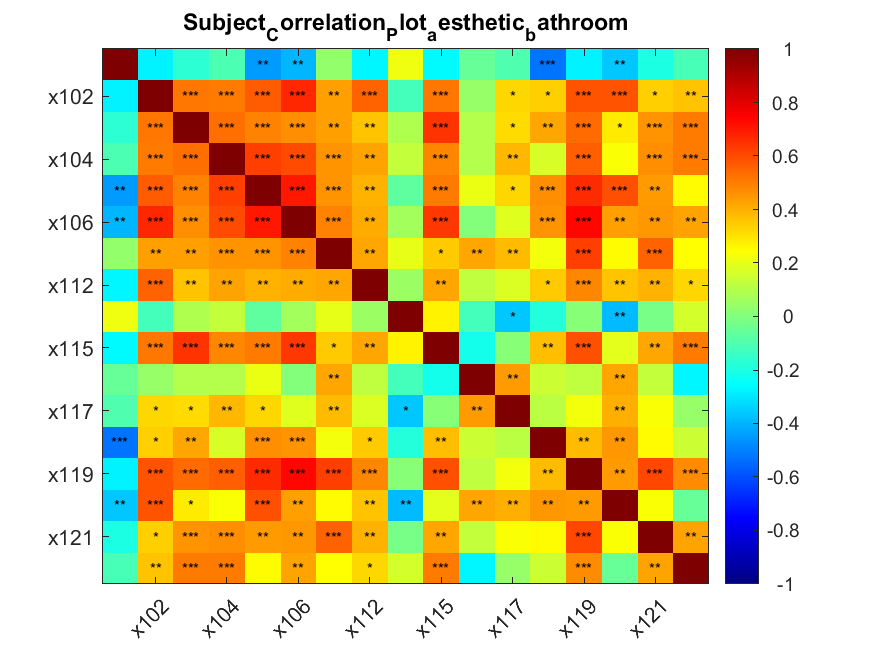 Subject_Correlation_Plot_aesthetic_bathroom
** ** *** **
x102 *** *** *** *** ** *** *** * * *** *** * **
*** *** *** *** ** ** *** * ** *** * *** ***
x104 *** *** *** *** *** ** *** ** *** *** ***
** *** *** *** *** *** ** *** * *** *** *** **
x106 ** *** *** *** *** *** ** *** *** *** ** ** **
** ** *** *** *** ** * ** ** *** ***
x112 *** ** ** ** ** ** ** * *** ** ** *
* **
x115 *** *** *** *** *** * ** ** *** ** ***
** ** **
x117 * * ** * ** * ** **
*** * ** *** *** * ** ** **
x119 *** *** *** *** *** *** *** *** ** ** *** ***
** *** * *** ** ** ** ** ** ** **
x121 * *** *** *** ** *** ** ** *** **
** *** *** ** * *** *** **
x102 x104 x106 x112 x115 x117 x119 x121
1
0.8
0.6
0.4
0.2
0
-0.2
-0.4
-0.6
-0.8
-1